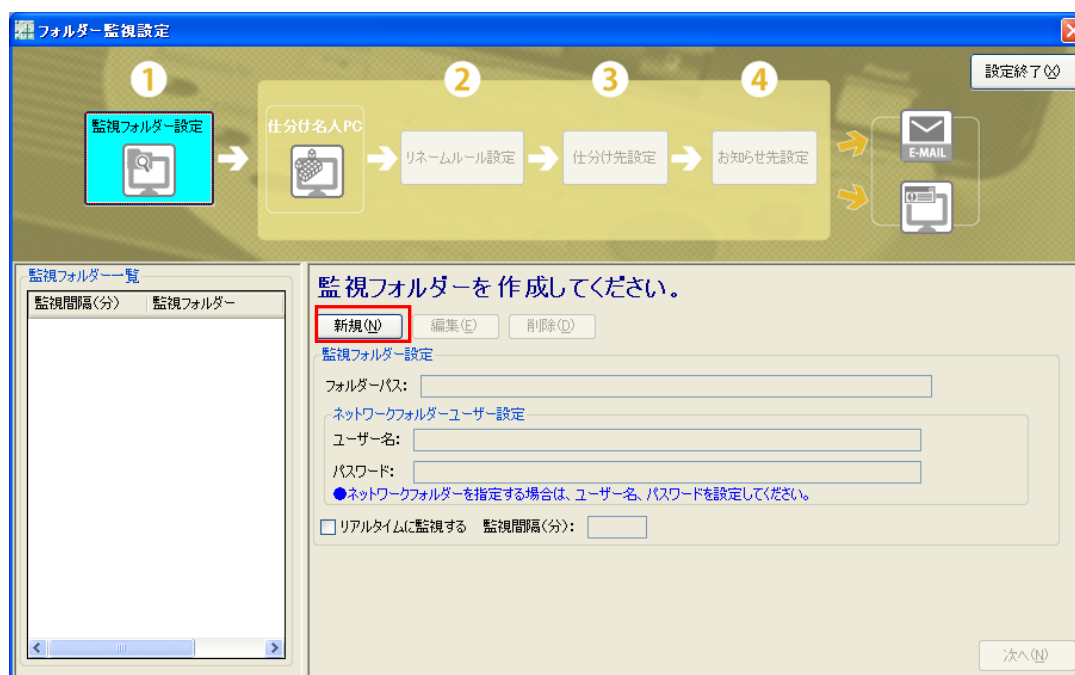 フォルダー監視設定
設定終了(X)
1
2
3
4
監視フォルダー設定
仕分け名人PC
リネームルール設定
仕分け先設定
お知らせ先設定
E-MAIL
監視フォルダー一覧
監視間隔(分) 監視フォルダー
監視フォルダーを作成してください。
新規(N) 編集(E) 削除(D)
監視フォルダー設定
フォルダーパス:
ネットワークフォルダーユーザー設定
ユーザー名:
パスワード:
●ネットワークフォルダーを指定する場合は、ユーザー名、パスワードを設定してください。
リアルタイムに監視する 監視間隔(分):
次へ(N)